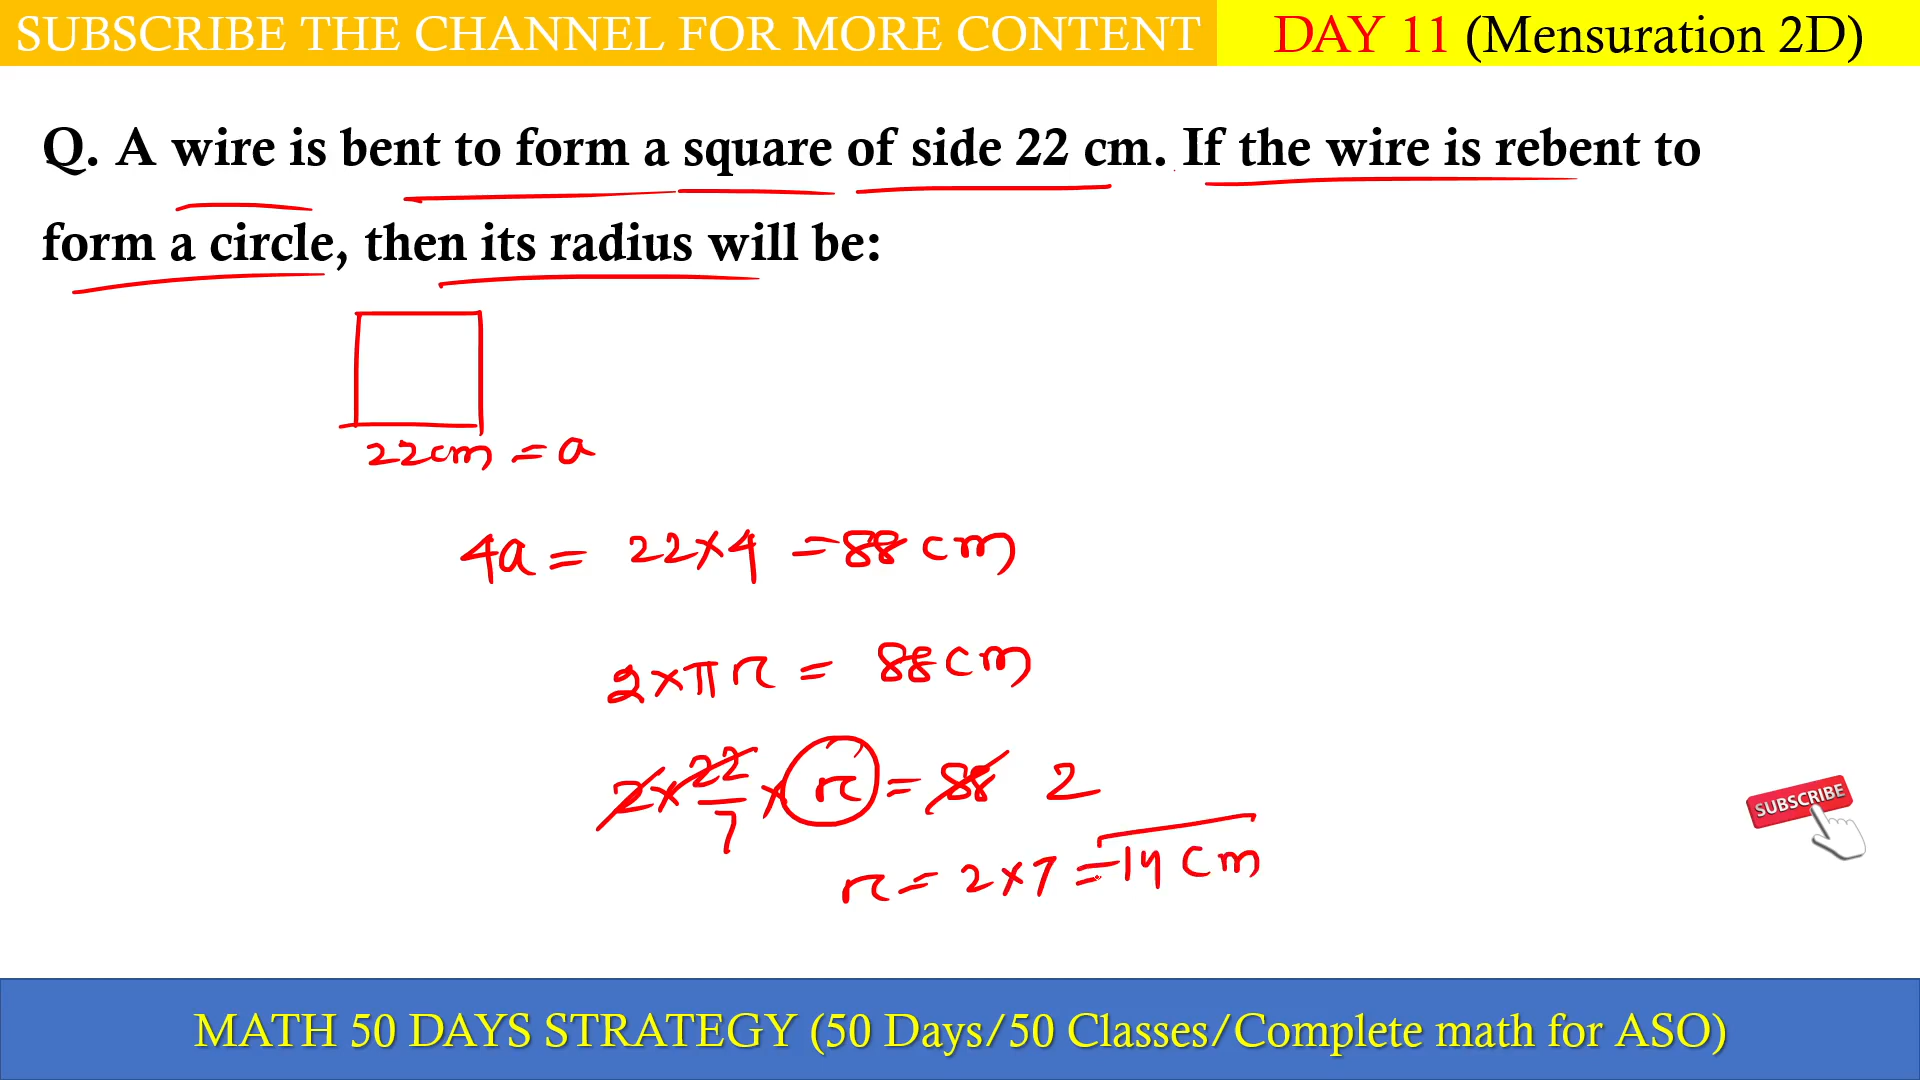 SUBSCRIBE THE CHANNEL FOR MORE CONTENT
DAY 11 (Mensuration 2D)
Q. A wire is bent to form a square of side 22 cm. If the wire is rebent to
form a circle, then its radius will be:
22cm = a
4a = 22×4 = 88 cm
2×π r = 88 cm
2×22/7 × r = 88 2
r = 2×7 = 14 cm
SUBSCRIBE
MATH 50 DAYS STRATEGY (50 Days/50 Classes/Complete math for ASO)